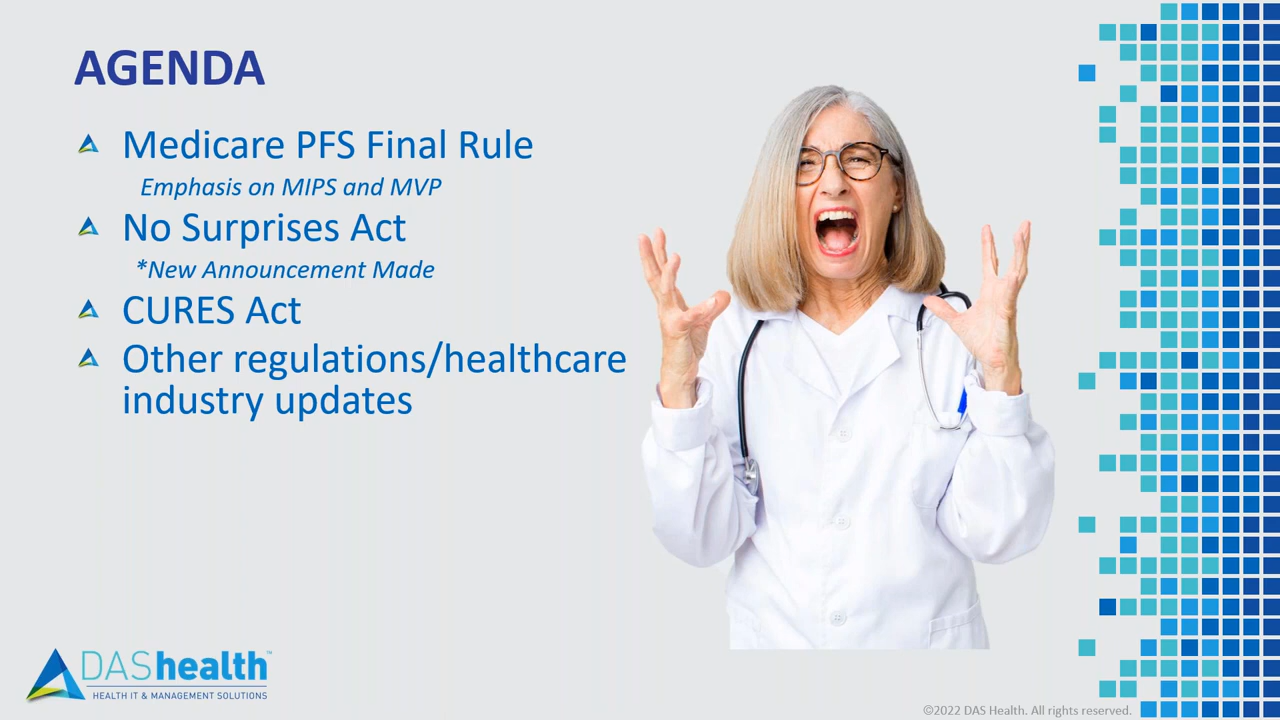 AGENDA
Medicare PFS Final Rule
Emphasis on MIPS and MVP
No Surprises Act
*New Announcement Made
CURES Act
Other regulations/healthcare
industry updates
DAShealth™
HEALTH IT & MANAGEMENT SOLUTIONS
©2022 DAS Health. All rights reserved.